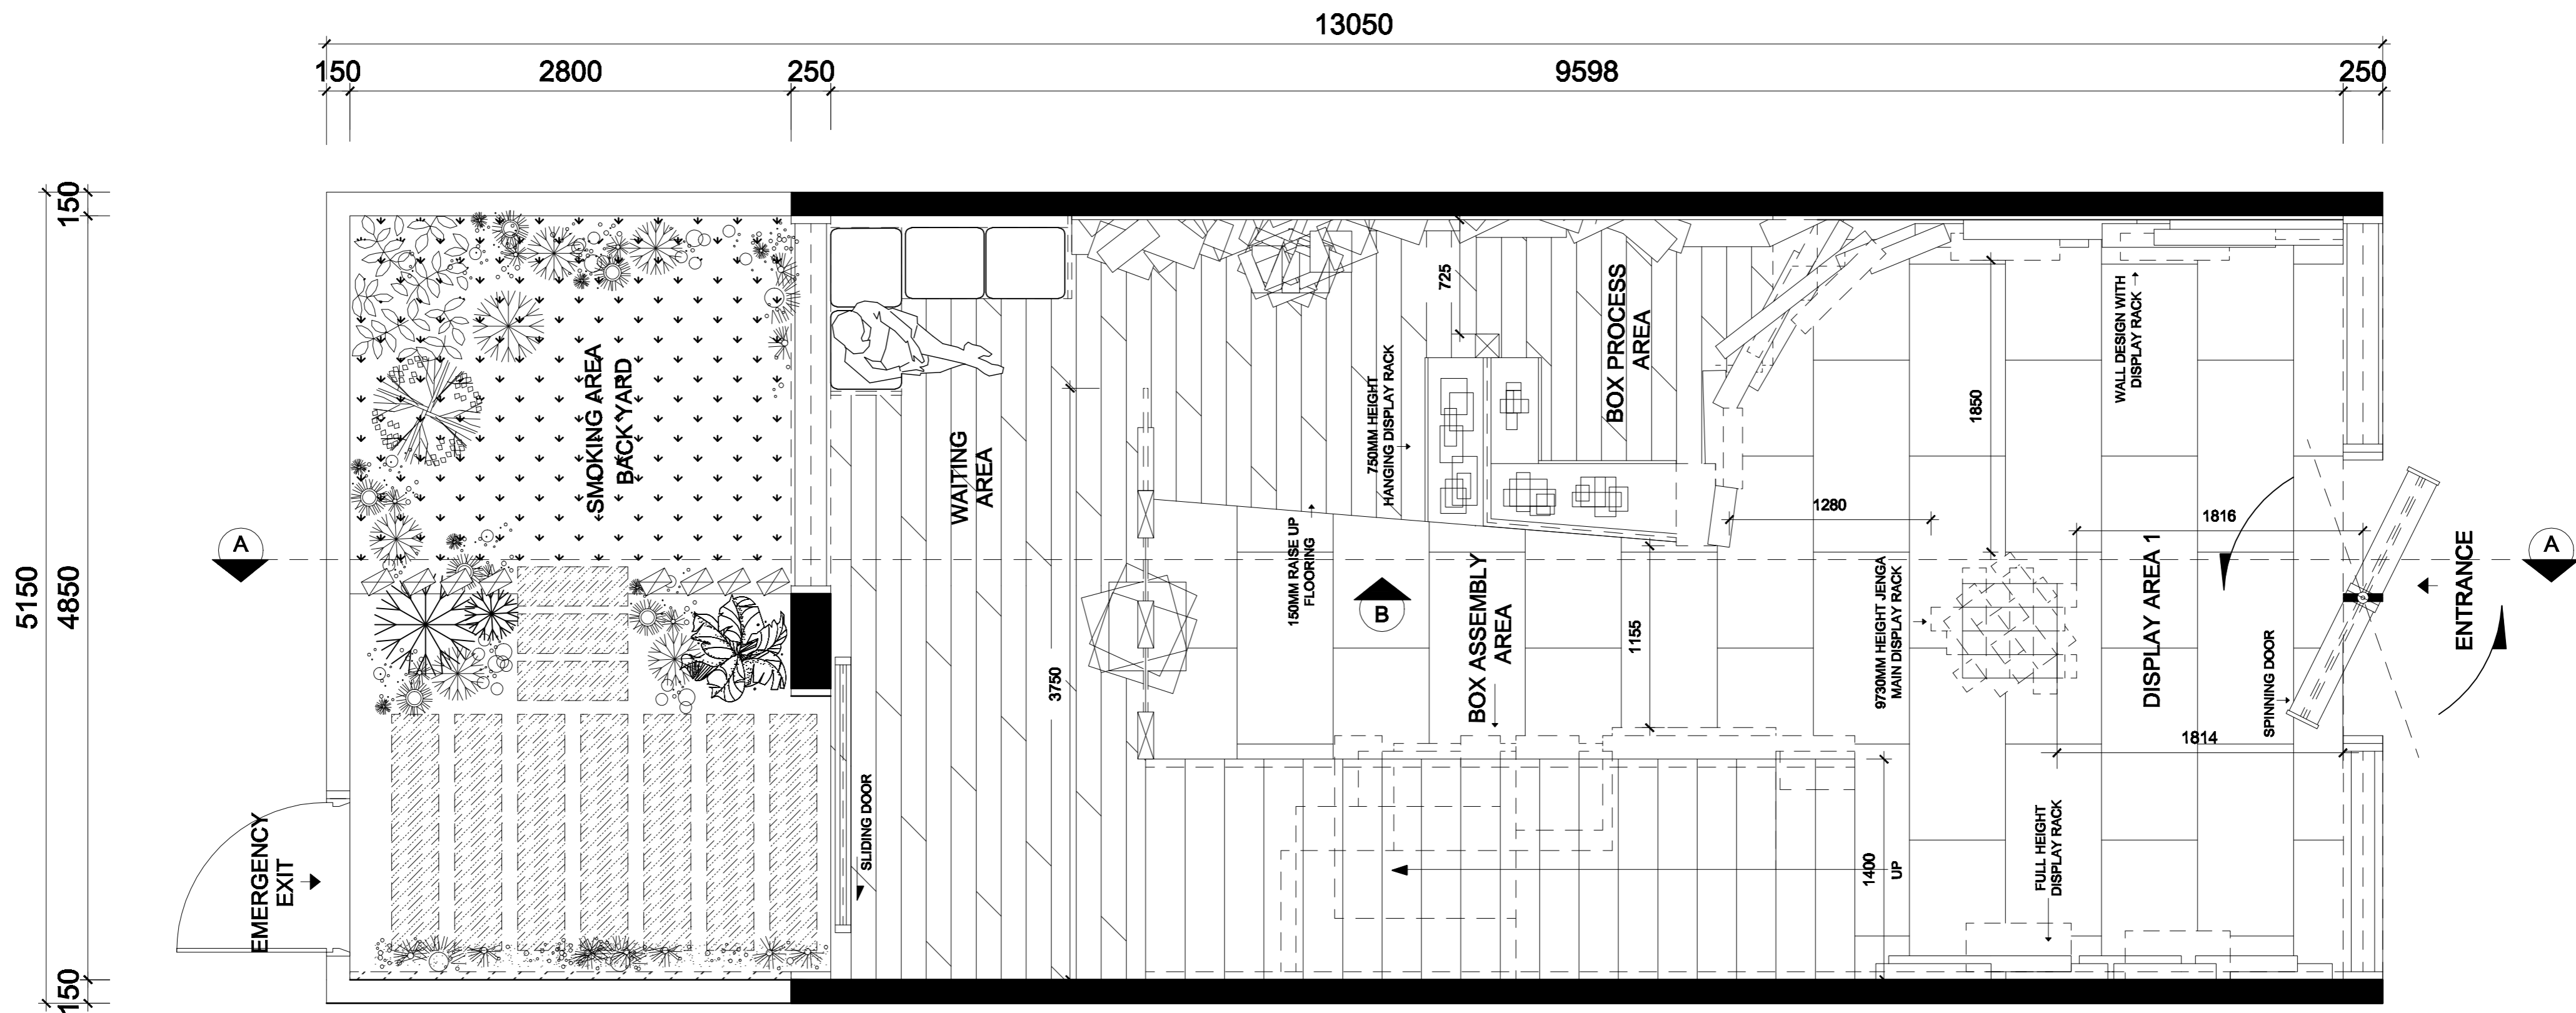 13050
150
2800
250
9598
250
150
5150
4850
150
A
A
B
SMOKING AREA
BACK YARD
WAITING
AREA
725
BOX PROCESS
AREA
750MM HEIGHT
HANGING DISPLAY RACK
WALL DESIGN WITH
DISPLAY RACK
1850
1280
1816
150MM RAISE UP
FLOORING
BOX ASSEMBLY
AREA
1155
9730MM HEIGHT JENGA
MAIN DISPLAY RACK
DISPLAY AREA 1
ENTRANCE
SPINNING DOOR
1814
3750
SLIDING DOOR
EMERGENCY
EXIT
1400
UP
FULL HEIGHT
DISPLAY RACK